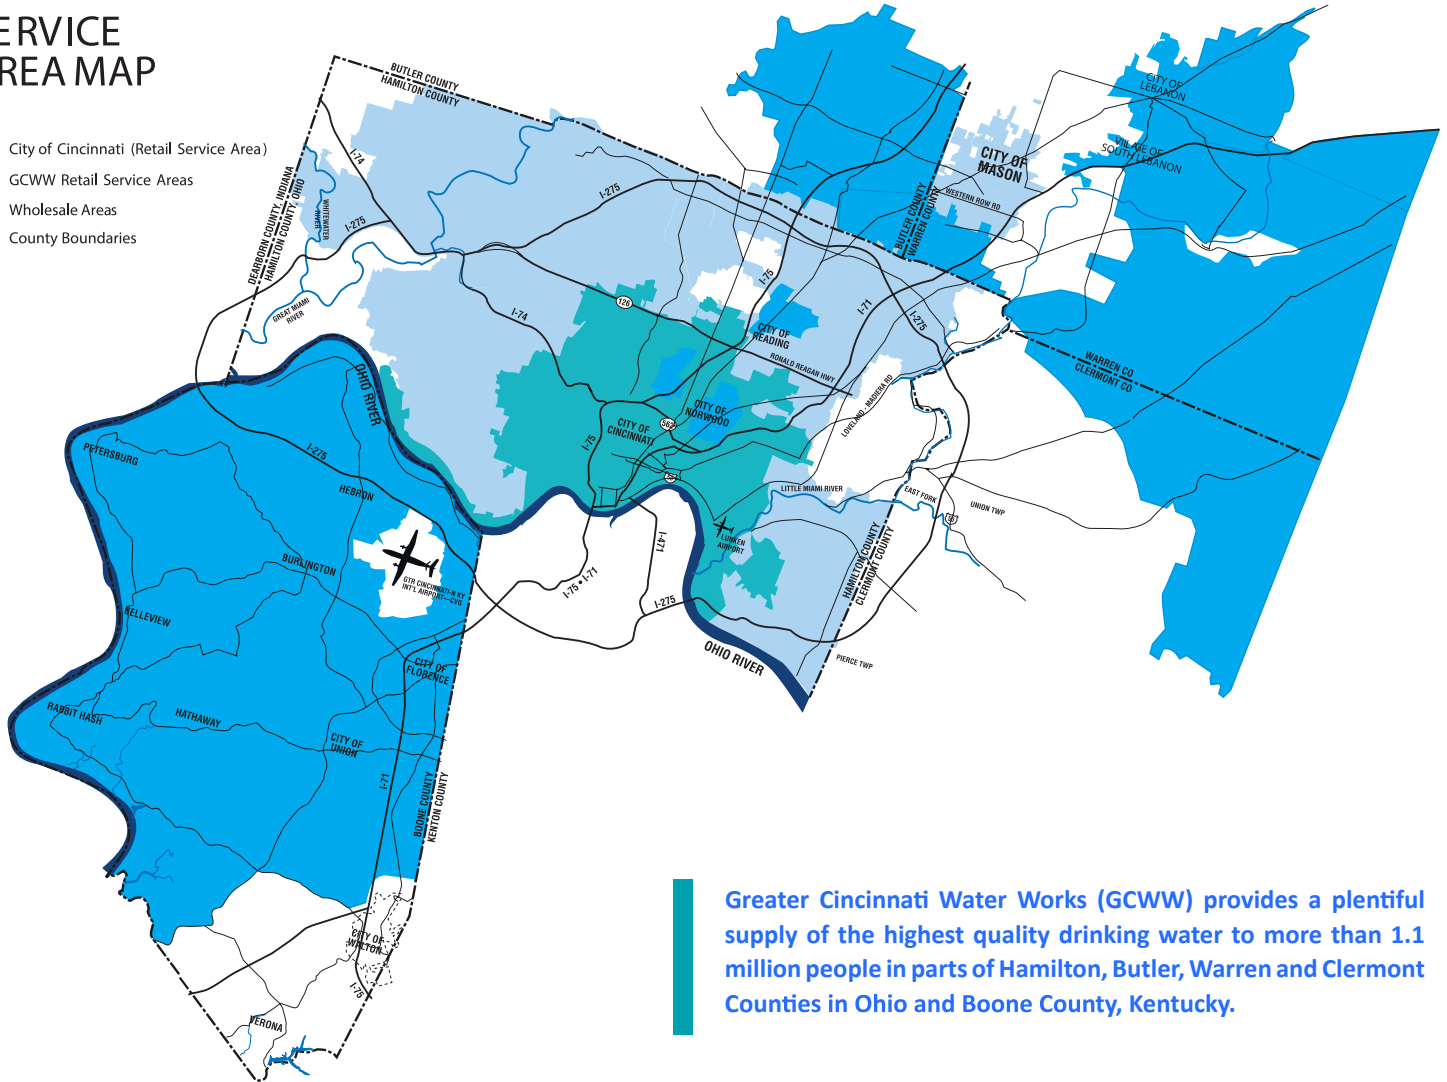 ERVICE
REA MAP
City of Cincinnati (Retail Service Area)
GCWW Retail Service Areas
Wholesale Areas
County Boundaries
BUTLER COUNTY
HAMILTON COUNTY
DEARBORN COUNTY, INDIANA
HAMILTON COUNTY, OHIO
I-74
WHITEWATER
RIVER
I-275
GREAT MIAMI
RIVER
I-275
I-74
126
I-75
I-71
I-275
CITY OF
LEBANON
VILLAGE OF
SOUTH LEBANON
CITY OF
MASON
WESTERN ROW RD
BUTLER COUNTY
WARREN COUNTY
CITY OF
READING
RONALD REAGAN HWY
LOVELAND - MADEIRA RD
WARREN CO
CLERMONT CO
OHIO RIVER
CITY OF
NORWOOD
562
CITY OF
CINCINNATI
I-75
PETERSBURG
I-275
HEBRON
LITTLE MIAMI RIVER
EAST FORK
UNION TWP
LUNKEN
AIRPORT
HAMILTON COUNTY
CLERMONT COUNTY
I-471
I-75 • I-71
I-275
BURLINGTON
GTR CINCINNATI-N KY
INT'L AIRPORT—CVG
BELLEVIEW
CITY OF
FLORENCE
OHIO RIVER
PIERCE TWP
RABBIT HASH
HATHAWAY
CITY OF
UNION
I-71
BOONE COUNTY
KENTON COUNTY
CITY OF
WALTON
I-75
VERONA
Greater Cincinnati Water Works (GCWW) provides a plentiful
supply of the highest quality drinking water to more than 1.1
million people in parts of Hamilton, Butler, Warren and Clermont
Counties in Ohio and Boone County, Kentucky.